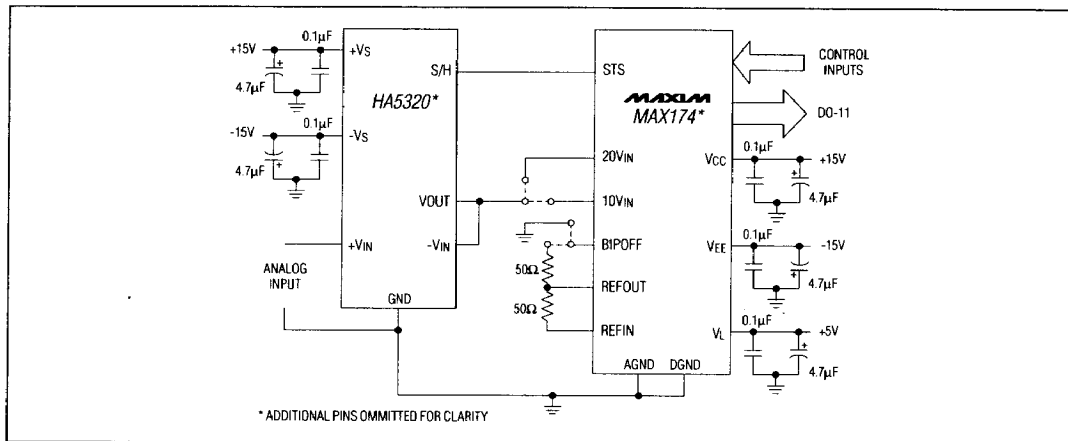 +15V
0.1µF
+VS
4.7µF
-15V
0.1µF
-VS
4.7µF
S/H
HA5320*
VOUT
+VIN
-VIN
ANALOG
INPUT
GND
STS
MAXIM
MAX174*
20VIN
10VIN
BIPOFF
50Ω
REFOUT
50Ω
REFIN
AGND
DGND
CONTROL
INPUTS
DO-11
VCC
0.1µF
+15V
4.7µF
VEE
0.1µF
-15V
4.7µF
VL
0.1µF
+5V
4.7µF
* ADDITIONAL PINS OMMITTED FOR CLARITY